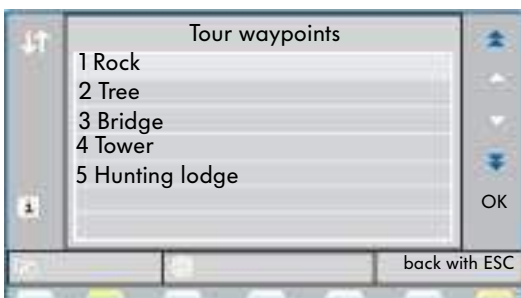 Tour waypoints
1 Rock
2 Tree
3 Bridge
4 Tower
5 Hunting lodge
OK
back with ESC